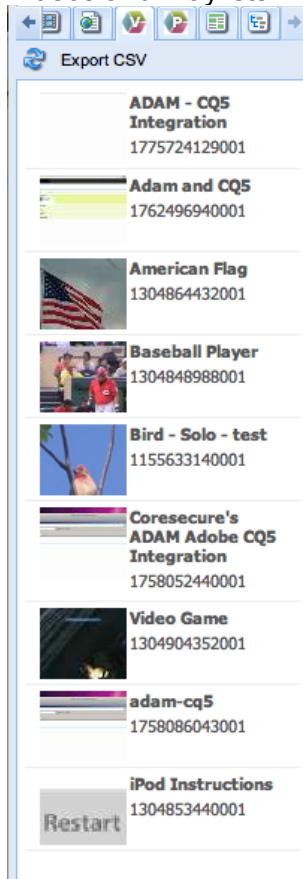 Export CSV
ADAM - CQ5
Integration
1775724129001
Adam and CQ5
1762496940001
American Flag
1304864432001
Baseball Player
1304848988001
Bird - Solo - test
1155633140001
Coresecure's
ADAM Adobe CQ5
Integration
1758052440001
Video Game
1304904352001
adam-cq5
1758086043001
iPod Instructions
1304853440001
Restart